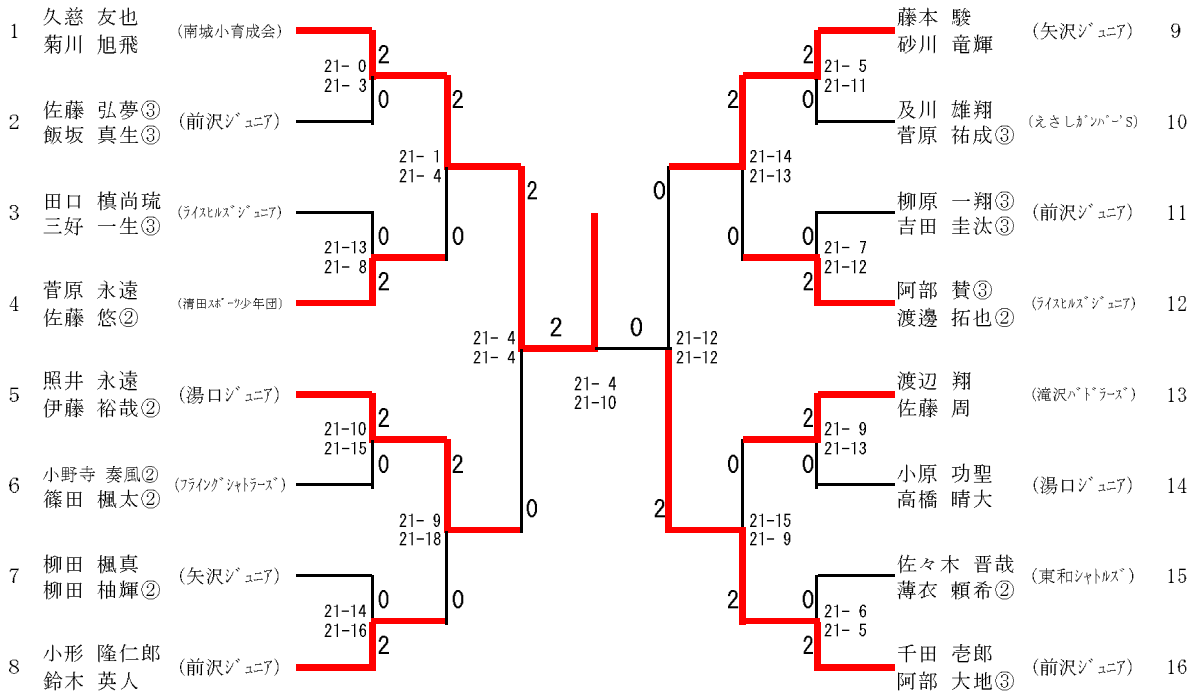 1 久慈 友也 (南城小育成会)
菊川 旭飛
2 佐藤 弘夢③ (前沢ジュニア)
飯坂 真生③
3 田口 槙尚琉 (ライスヒルズジュニア)
三好 一生③
4 菅原 永遠 (清田スポーツ少年団)
佐藤 悠②
5 照井 永遠 (湯口ジュニア)
伊藤 裕哉②
6 小野寺 奏風② (フライングシャトラーズ)
篠田 楓太②
7 柳田 楓真 (矢沢ジュニア)
柳田 柚輝②
8 小形 隆仁郎 (前沢ジュニア)
鈴木 英人
2
21- 0
21- 3
0
2
21- 1
21- 4
0
0
21-13
21- 8
2
2
21- 4
21- 4
0
2
21-10
21-15
0
2
21- 9
21-18
0
0
21-14
21-16
2
2
0
21- 4
21-10
藤本 駿 (矢沢ジュニア) 9
砂川 竜輝
及川 雄翔 (えさしガンバーS) 10
菅原 祐成③
柳原 一翔③ (前沢ジュニア) 11
吉田 圭汰③
阿部 賛③ (ライスヒルズジュニア) 12
渡邊 拓也②
渡辺 翔 (滝沢バドラーズ) 13
佐藤 周
小原 功聖 (湯口ジュニア) 14
高橋 晴大
佐々木 晋哉 (東和シャトルズ) 15
薄衣 頼希②
千田 壱郎 (前沢ジュニア) 16
阿部 大地③
2
21- 5
21-11
0
2
21-14
21-13
0
0
21- 7
21-12
2
0
21-12
21-12
2
2
21- 9
21-13
0
0
21-15
21- 9
2
0
21- 6
21- 5
2